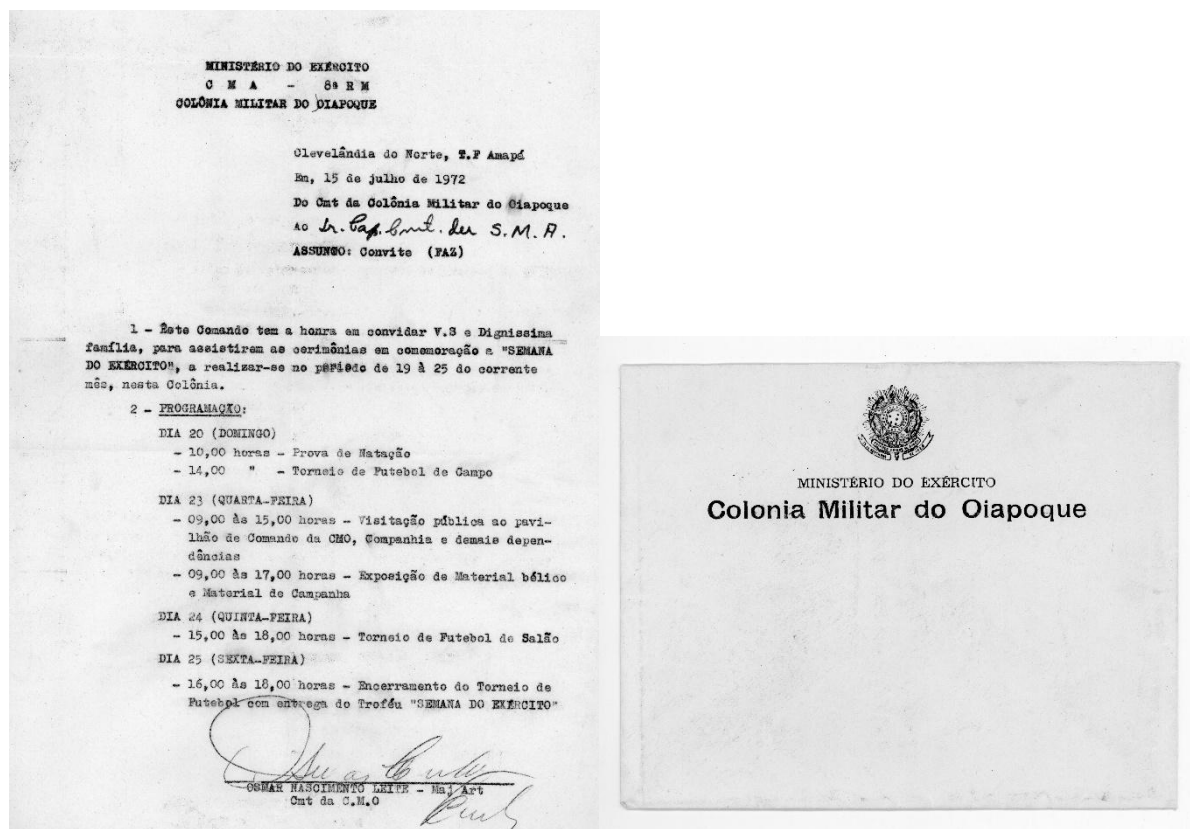 MINISTÉRIO DO EXÉRCITO
C M A - 8ª R M
COLÔNIA MILITAR DO OIAPOQUE
Clevelândia do Norte, T.F Amapá
Em, 15 de julho de 1972
Do Cmt da Colônia Militar do Oiapoque
Ao Sr. Cap. Cmt. S. M. A.
ASSUNTO: Convite (FAZ)
1 - Êste Comando tem a honra em convidar V.S e Digníssima
família, para assistirem as cerimônias em comemoração a "SEMANA
DO EXÉRCITO", a realizar-se no período de 19 à 25 do corrente
mês, nesta Colônia.
2 - PROGRAMAÇÃO:
DIA 20 (DOMINGO)
- 10,00 horas - Prova de Natação
- 14,00 " - Torneio de Futebol de Campo
DIA 23 (QUARTA-FEIRA)
- 09,00 às 15,00 horas - Visitação pública ao pavi-
lhão de Comando da CMO, Companhia e demais depen-
dências
- 09,00 às 17,00 horas - Exposição de Material bélico
e Material de Campanha
DIA 24 (QUINTA-FEIRA)
- 15,00 às 18,00 horas - Torneio de Futebol de Salão
DIA 25 (SEXTA-FEIRA)
- 16,00 às 18,00 horas - Encerramento do Torneio de
Futebol com entrega do Troféu "SEMANA DO EXÉRCITO"
OSMAR NASCIMENTO LEITE - Maj Art
Cmt da C.M.O
MINISTÉRIO DO EXÉRCITO
Colonia Militar do Oiapoque